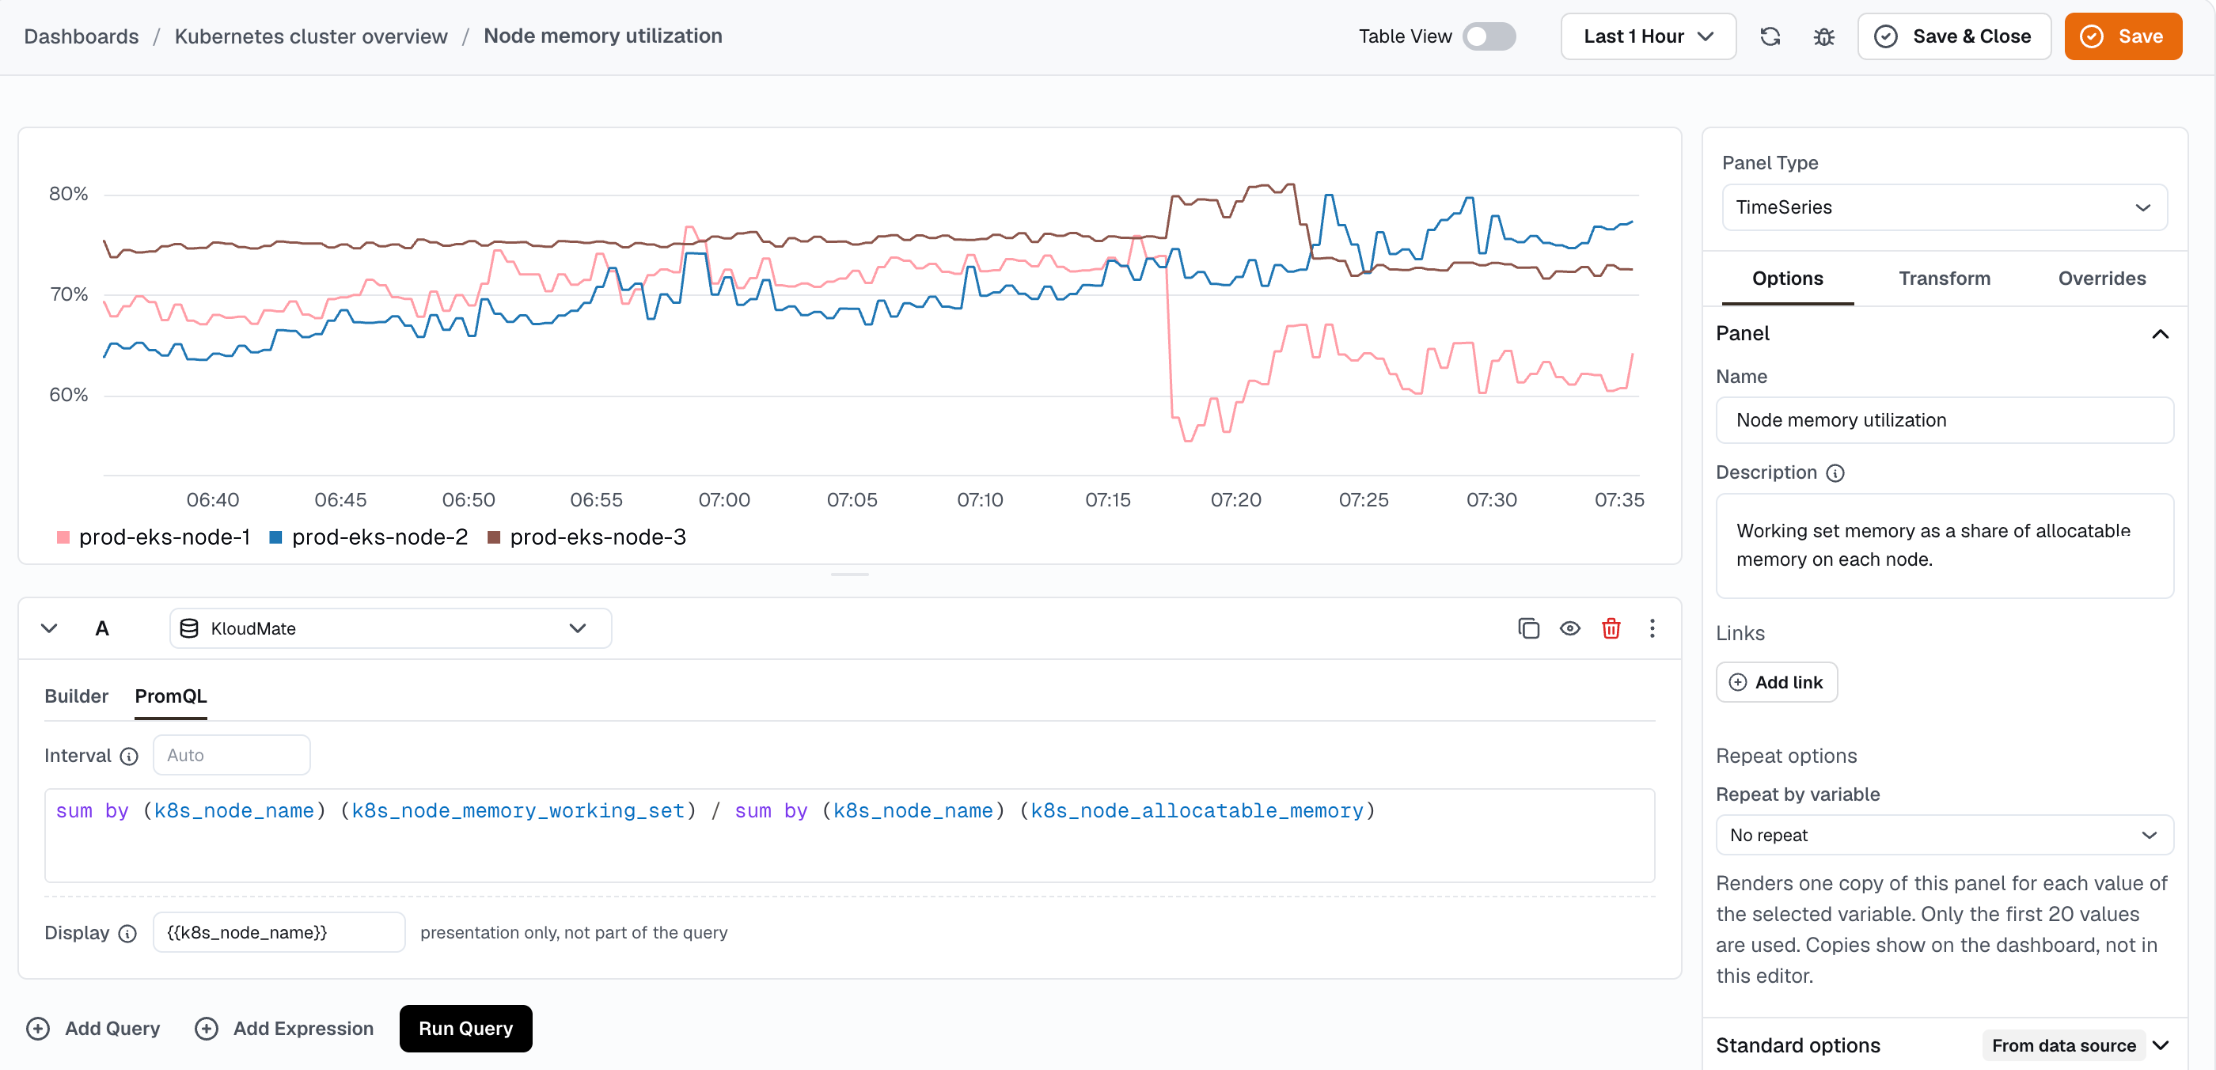 Dashboards / Kubernetes cluster overview / Node memory utilization
Table View
Last 1 Hour
Save & Close
Save
80%
70%
60%
06:40 06:45 06:50 06:55 07:00 07:05 07:10 07:15 07:20 07:25 07:30 07:35
prod-eks-node-1 prod-eks-node-2 prod-eks-node-3
A
KloudMate
Builder PromQL
Interval
Auto
sum by (k8s_node_name) (k8s_node_memory_working_set) / sum by (k8s_node_name) (k8s_node_allocatable_memory)
Display
{{k8s_node_name}}
presentation only, not part of the query
Add Query
Add Expression
Run Query
Panel Type
TimeSeries
Options Transform Overrides
Panel
Name
Node memory utilization
Description
Working set memory as a share of allocatable
memory on each node.
Links
Add link
Repeat options
Repeat by variable
No repeat
Renders one copy of this panel for each value of
the selected variable. Only the first 20 values
are used. Copies show on the dashboard, not in
this editor.
Standard options
From data source